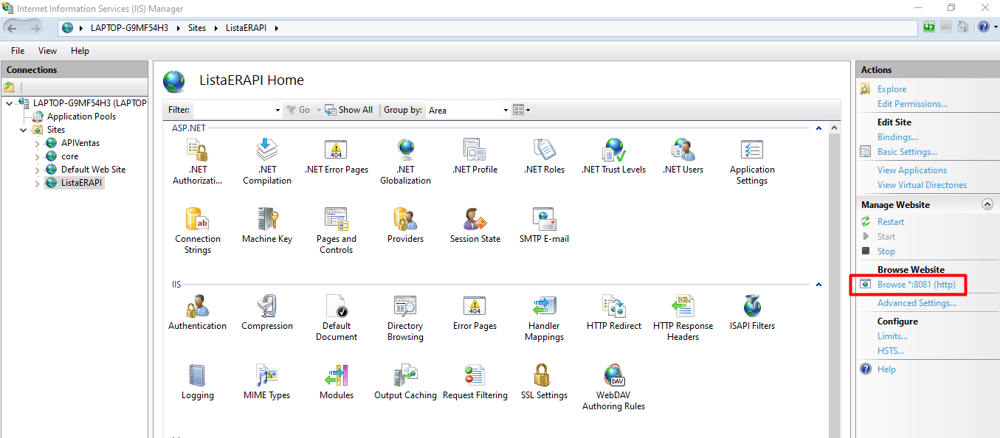 Internet Information Services (IIS) Manager
LAPTOP-G9MF54H3 Sites ListaERAPI
File View Help
Connections
LAPTOP-G9MF54H3 (LAPTOP
Application Pools
Sites
APIVentas
core
Default Web Site
ListaERAPI
ListaERAPI Home
Filter: Go Show All Group by: Area
ASP.NET
.NET Authorizati...
.NET Compilation
404
.NET Error Pages
.NET Globalization
.NET Profile
.NET Roles
.NET Trust Levels
.NET Users
Application Settings
ab
Connection Strings
Machine Key
Pages and Controls
Providers
Session State
SMTP E-mail
IIS
Authentication
Compression
Default Document
Directory Browsing
404
Error Pages
Handler Mappings
HTTP Redirect
HTTP Response Headers
ISAPI Filters
Logging
MIME Types
Modules
Output Caching
Request Filtering
SSL Settings
DAV
WebDAV Authoring Rules
Actions
Explore
Edit Permissions...
Edit Site
Bindings...
Basic Settings...
View Applications
View Virtual Directories
Manage Website
Restart
Start
Stop
Browse Website
Browse *:8081 (http)
Advanced Settings...
Configure
Limits...
HSTS...
Help